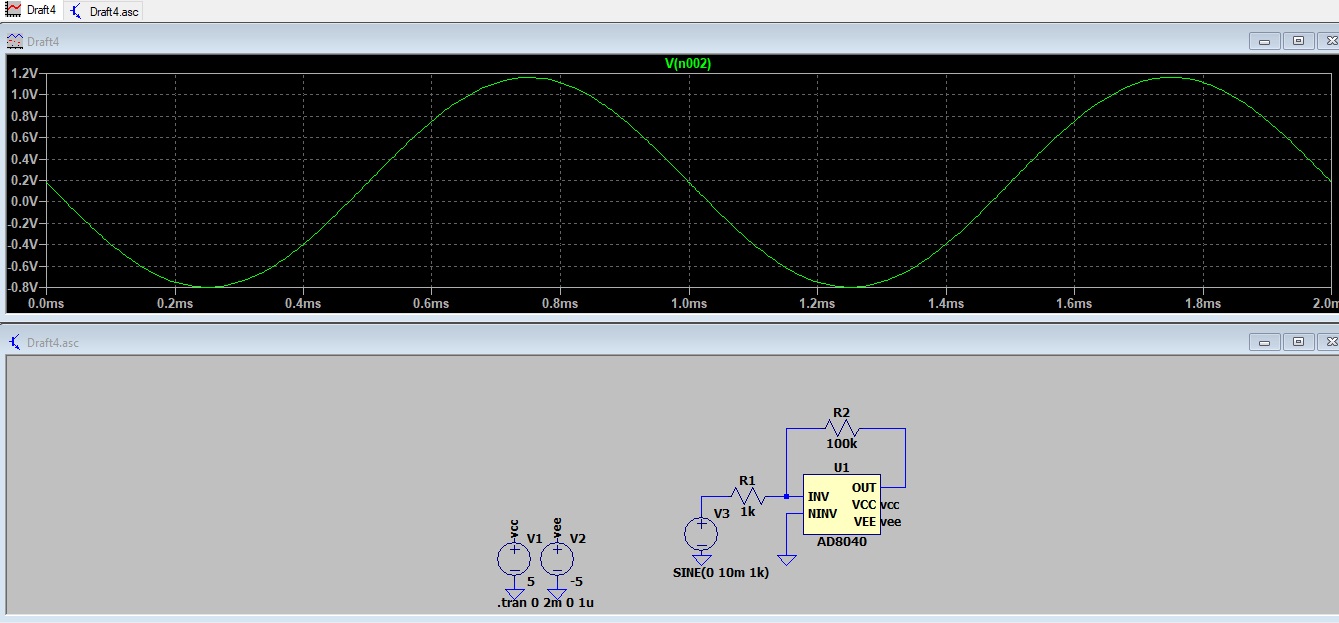 Draft4 Draft4.asc
Draft4
V(n002)
1.2V
1.0V
0.8V
0.6V
0.4V
0.2V
0.0V
-0.2V
-0.4V
-0.6V
-0.8V
0.0ms 0.2ms 0.4ms 0.6ms 0.8ms 1.0ms 1.2ms 1.4ms 1.6ms 1.8ms 2.0m
Draft4.asc
R2
100k
U1
R1
1k
INV OUT
NINV VCC vcc
VEE vee
AD8040
V3
SINE(0 10m 1k)
vcc vee
V1 V2
5 -5
.tran 0 2m 0 1u